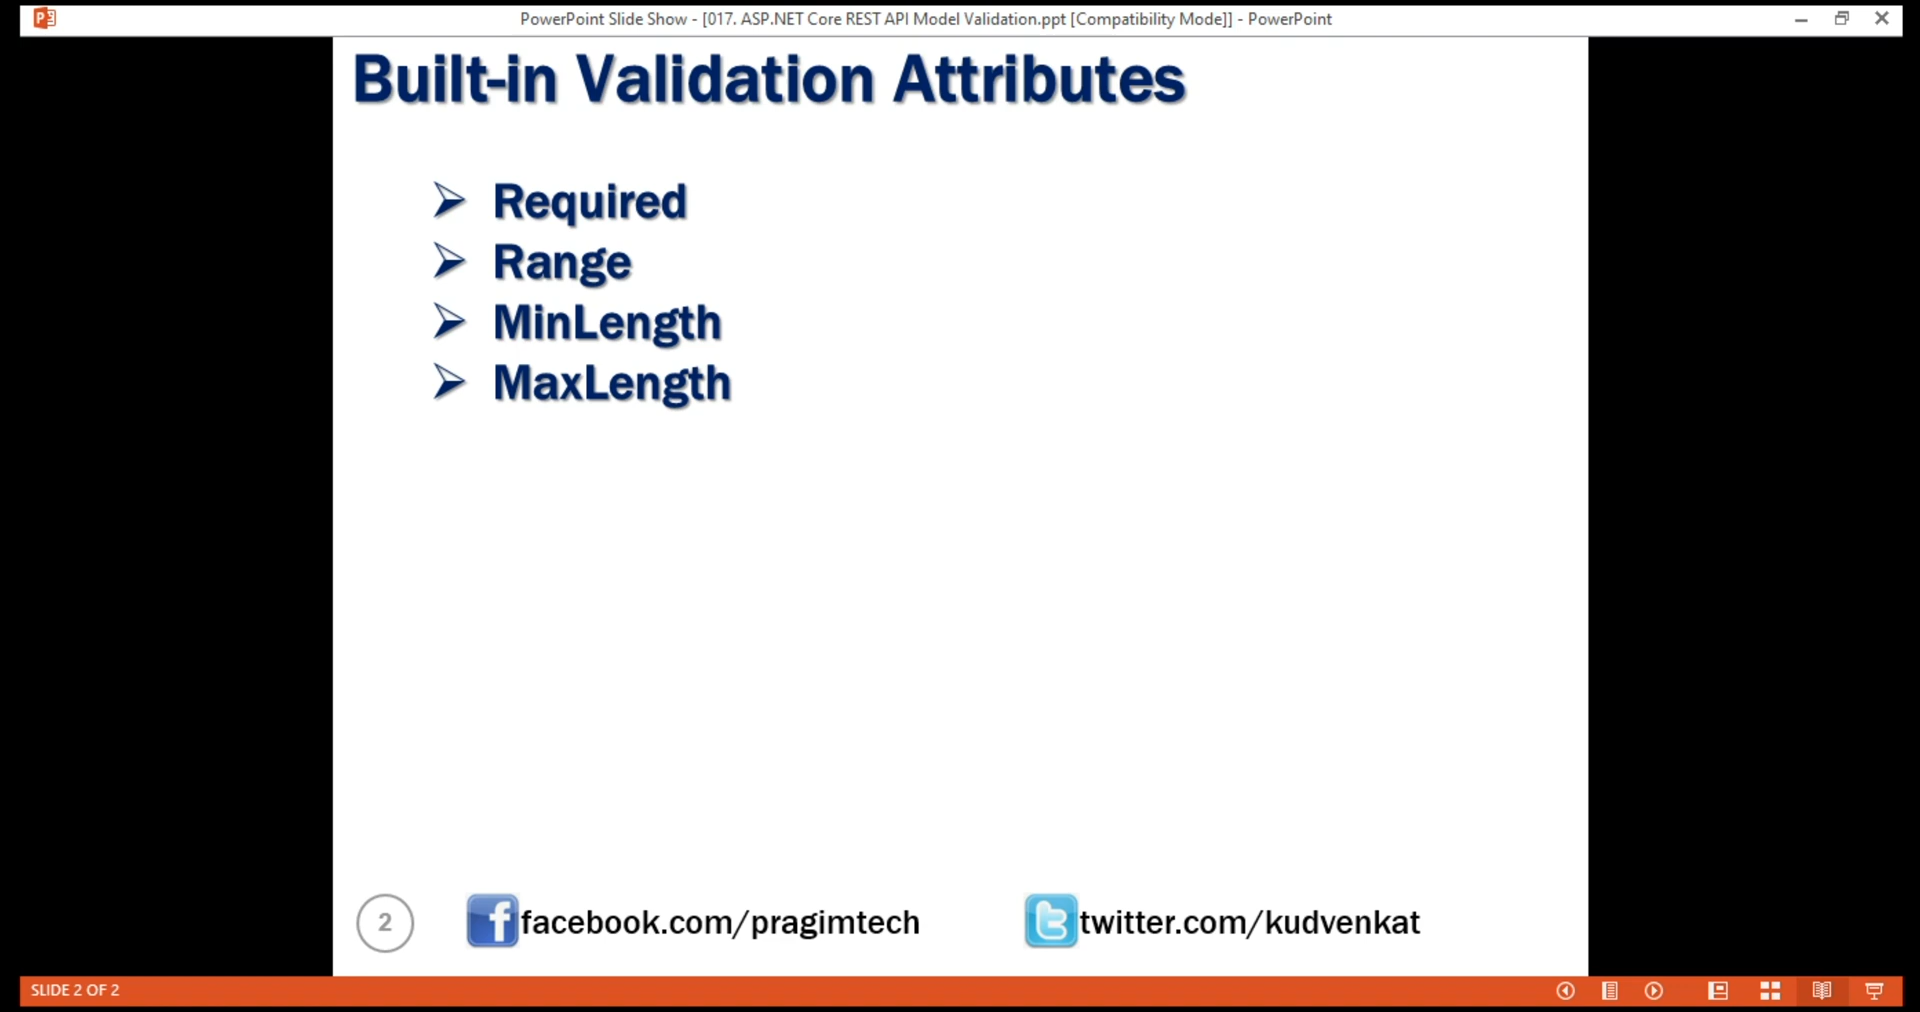 PowerPoint Slide Show - [017. ASP.NET Core REST API Model Validation.ppt [Compatibility Mode]] - PowerPoint
Built-in Validation Attributes
Required
Range
MinLength
MaxLength
2
facebook.com/pragimtech
twitter.com/kudvenkat
SLIDE 2 OF 2